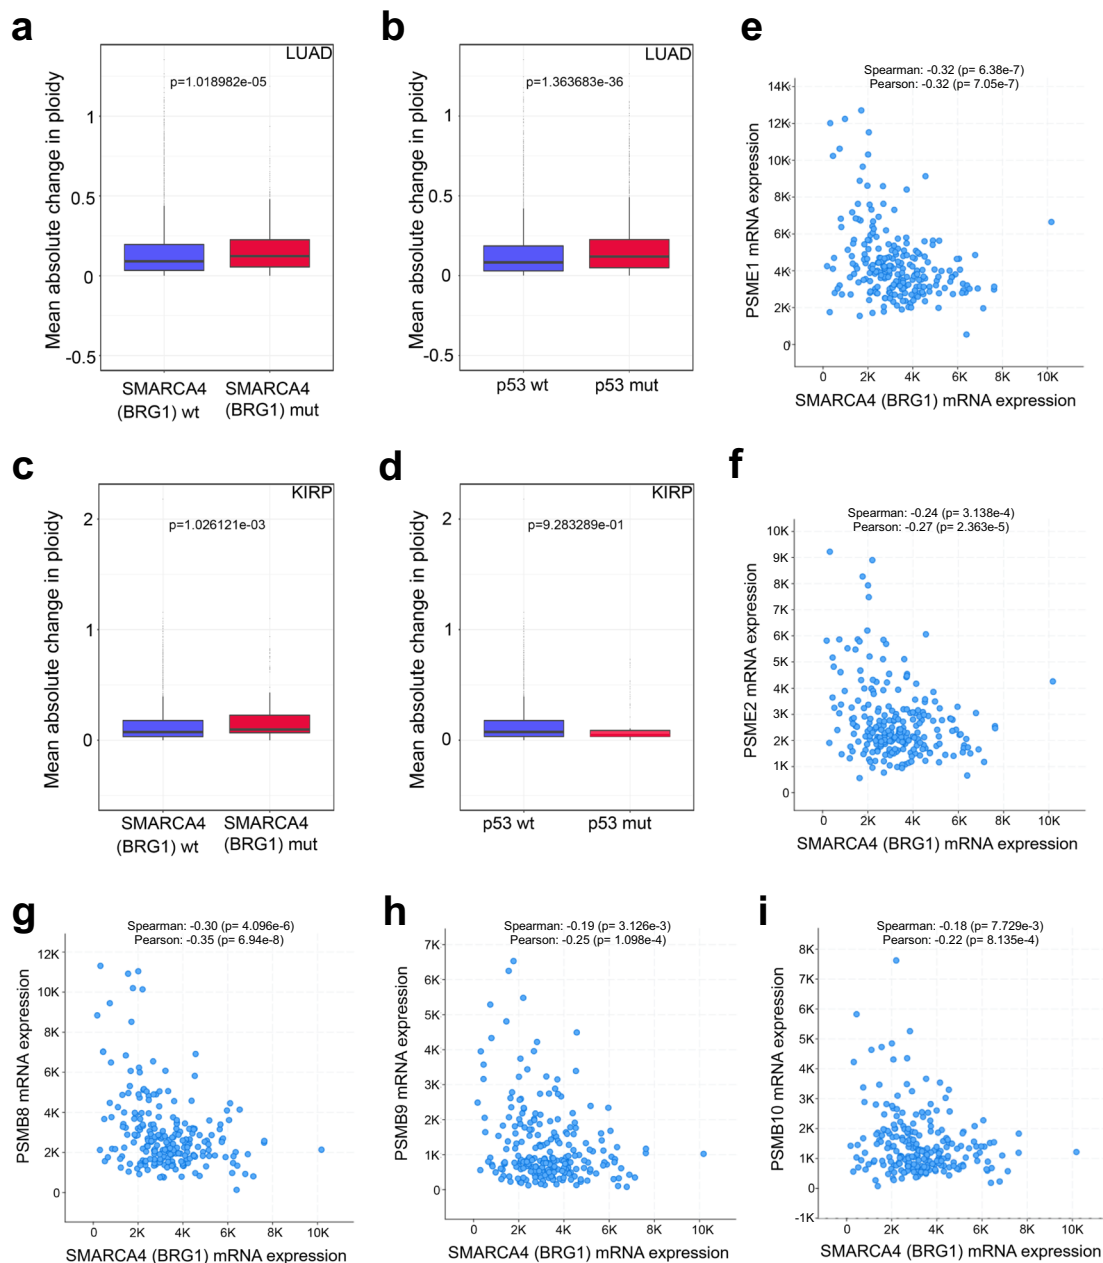 a
LUAD
p=1.018982e-05
Mean absolute change in ploidy
1
0.5
0
-0.5
SMARCA4
(BRG1) wt
SMARCA4
(BRG1) mut
b
LUAD
p=1.363683e-36
Mean absolute change in ploidy
1
0.5
0
-0.5
p53 wt
p53 mut
e
Spearman: -0.32 (p= 6.38e-7)
Pearson: -0.32 (p= 7.05e-7)
PSME1 mRNA expression
14K
12K
10K
8K
6K
4K
2K
0
0
2K
4K
6K
8K
10K
SMARCA4 (BRG1) mRNA expression
c
KIRP
p=1.026121e-03
Mean absolute change in ploidy
2
1
0
SMARCA4
(BRG1) wt
SMARCA4
(BRG1) mut
d
KIRP
p=9.283289e-01
Mean absolute change in ploidy
2
1
0
p53 wt
p53 mut
f
Spearman: -0.24 (p= 3.138e-4)
Pearson: -0.27 (p= 2.363e-5)
PSME2 mRNA expression
10K
9K
8K
7K
6K
5K
4K
3K
2K
1K
0
0
2K
4K
6K
8K
10K
SMARCA4 (BRG1) mRNA expression
g
Spearman: -0.30 (p= 4.096e-6)
Pearson: -0.35 (p= 6.94e-8)
PSMB8 mRNA expression
12K
10K
8K
6K
4K
2K
0
0
2K
4K
6K
8K
10K
SMARCA4 (BRG1) mRNA expression
h
Spearman: -0.19 (p= 3.126e-3)
Pearson: -0.25 (p= 1.098e-4)
PSMB9 mRNA expression
7K
6K
5K
4K
3K
2K
1K
0
0
2K
4K
6K
8K
10K
SMARCA4 (BRG1) mRNA expression
i
Spearman: -0.18 (p= 7.729e-3)
Pearson: -0.22 (p= 8.135e-4)
PSMB10 mRNA expression
8K
6K
5K
4K
3K
2K
1K
0
-1K
0
2K
4K
6K
8K
10K
SMARCA4 (BRG1) mRNA expression